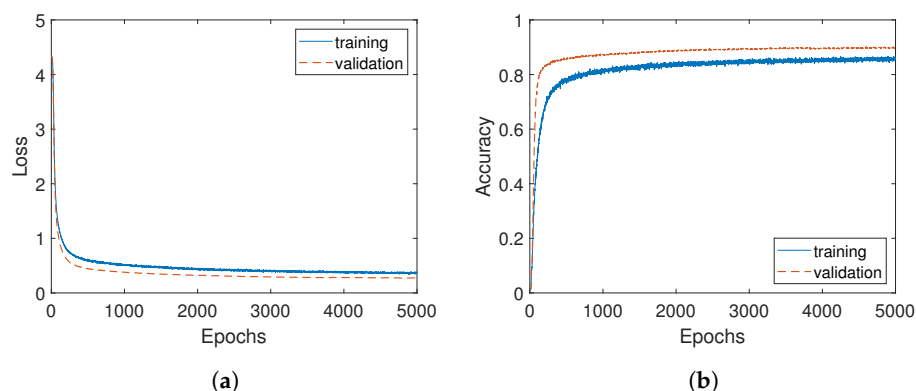 5
4
3
2
1
0
Loss
0 1000 2000 3000 4000 5000
Epochs
training
validation
(a)
1
0.8
0.6
0.4
0.2
0
Accuracy
0 1000 2000 3000 4000 5000
Epochs
training
validation
(b)